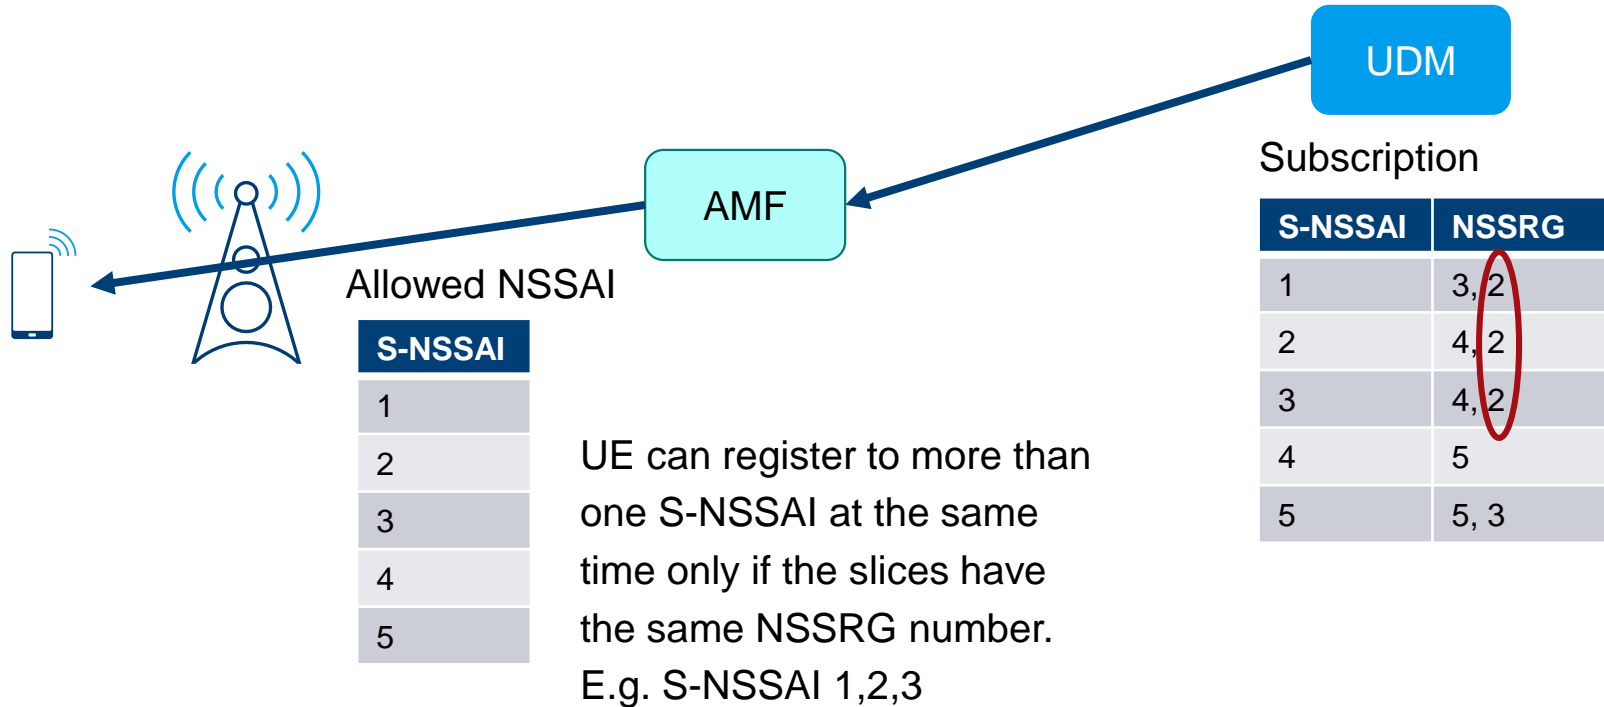 UDM
AMF
Subscription
S-NSSAI NSSRG
1 3, 2
2 4, 2
3 4, 2
4 5
5 5, 3
Allowed NSSAI
S-NSSAI
1
2
3
4
5
UE can register to more than
one S-NSSAI at the same
time only if the slices have
the same NSSRG number.
E.g. S-NSSAI 1,2,3